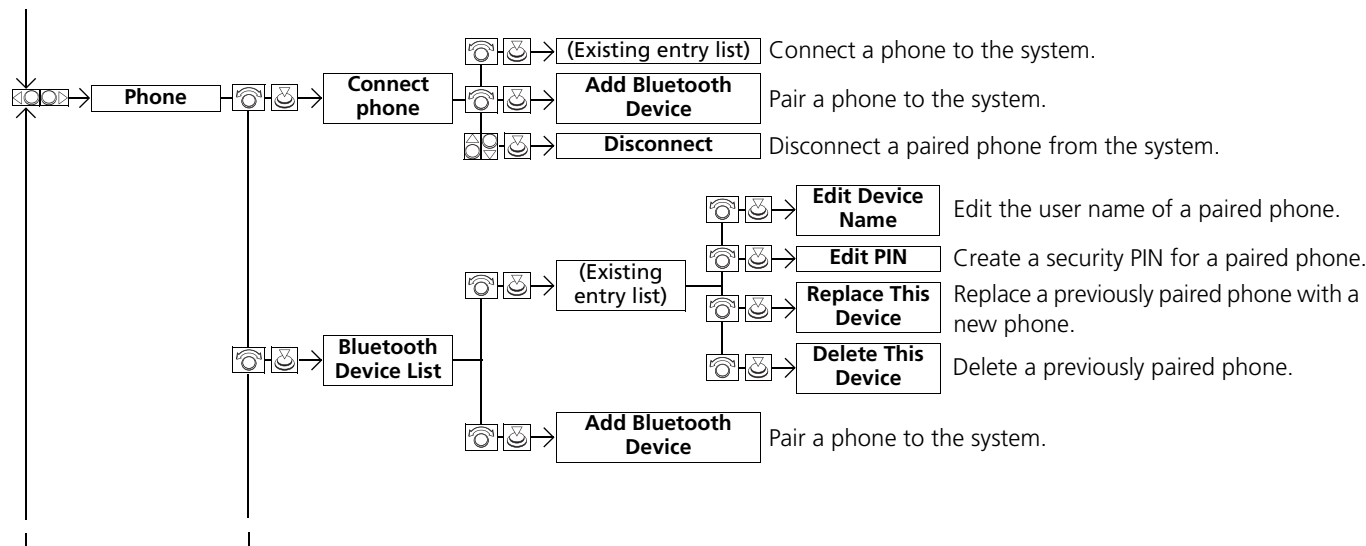 (Existing entry list) Connect a phone to the system.
Phone
Connect
phone
Add Bluetooth
Device
Pair a phone to the system.
Disconnect
Disconnect a paired phone from the system.
Edit Device
Name
Edit the user name of a paired phone.
(Existing
entry list)
Edit PIN
Create a security PIN for a paired phone.
Replace This
Device
Replace a previously paired phone with a
new phone.
Bluetooth
Device List
Delete This
Device
Delete a previously paired phone.
Add Bluetooth
Device
Pair a phone to the system.